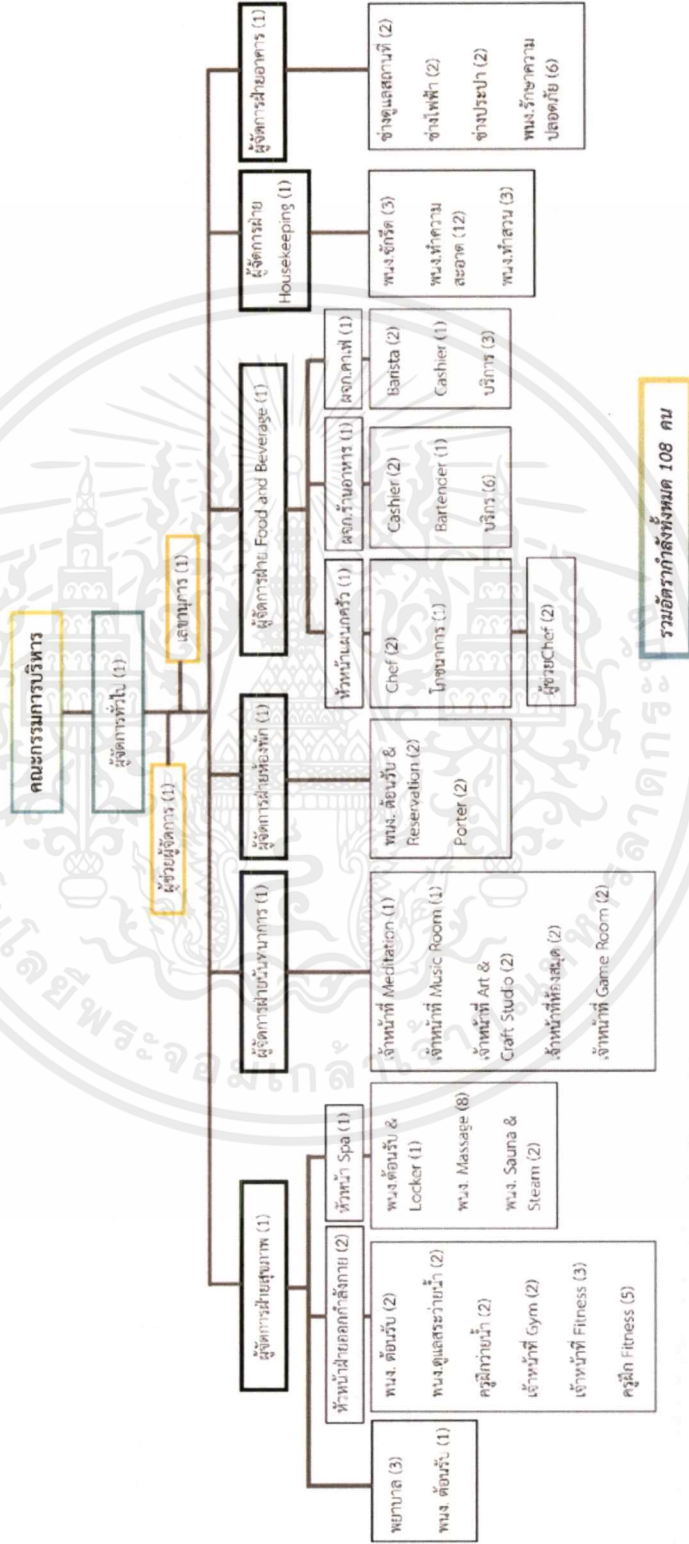 คณะกรรมการบริหาร
ผู้จัดการทั่วไป (1)
ผู้ช่วยผู้จัดการ (1)
เลขานุการ (1)
ผู้จัดการฝ่ายสุขภาพ (1)
พยาบาล (3)
พนง. ต้อนรับ (1)
หัวหน้าฝ่ายออกกำลังกาย (2)
พนง. ต้อนรับ (2)
พนง.ดูแลสระว่ายน้ำ (2)
ครูฝึกว่ายน้ำ (2)
เจ้าหน้าที่ Gym (2)
เจ้าหน้าที่ Fitness (3)
ครูฝึก Fitness (5)
หัวหน้า Spa (1)
พนง.ต้อนรับ &
Locker (1)
พนง. Massage (8)
พนง. Sauna &
Steam (2)
ผู้จัดการฝ่ายนันทนาการ (1)
เจ้าหน้าที่ Meditation (1)
เจ้าหน้าที่ Music Room (1)
เจ้าหน้าที่ Art &
Craft Studio (2)
เจ้าหน้าที่ห้องสมุด (2)
เจ้าหน้าที่ Game Room (2)
ผู้จัดการฝ่ายห้องพัก (1)
พนง. ต้อนรับ &
Reservation (2)
Porter (2)
ผู้จัดการฝ่าย Food and Beverage (1)
หัวหน้าแผนกครัว (1)
Chef (2)
โภชนาการ (1)
ผู้ช่วยChef (2)
ผจก.ร้านอาหาร (1)
Cashier (2)
Bartender (1)
บริกร (6)
ผจก.คาเฟ่ (1)
Barista (2)
Cashier (1)
บริการ (3)
ผู้จัดการฝ่าย
Housekeeping (1)
พนง.ซักรีด (3)
พนง.ทำความ
สะอาด (12)
พนง.ทำสวน (3)
ผู้จัดการฝ่ายอาคาร (1)
ช่างดูแลสถานที่ (2)
ช่างไฟฟ้า (2)
ช่างประปา (2)
พนง.รักษาความ
ปลอดภัย (6)
รวมอัตรากำลังทั้งหมด 108 คน